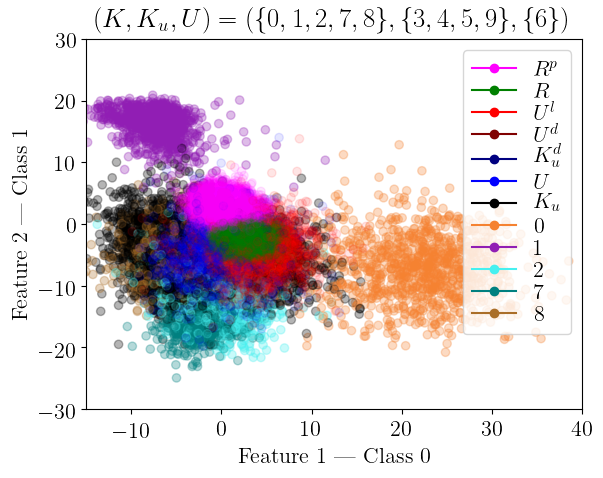 (K, K_u, U) = ({0, 1, 2, 7, 8}, {3, 4, 5, 9}, {6})
30
20
10
0
−10
−20
−30
−10
0
10
20
30
40
Feature 2 — Class 1
Feature 1 — Class 0
R^p
R
U^l
U^d
K_u^d
U
K_u
0
1
2
7
8